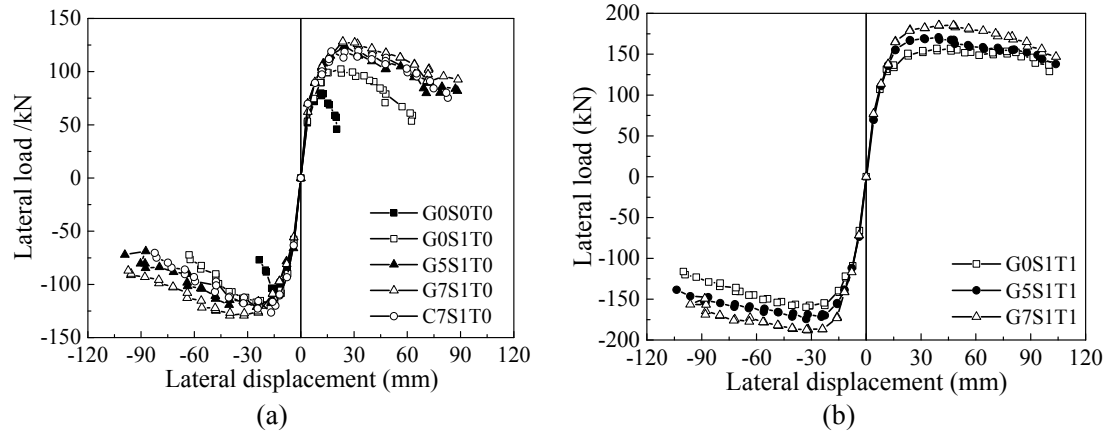 150
100
50
0
-50
-100
-150
-120 -90 -60 -30 0 30 60 90 120
Lateral load /kN
Lateral displacement (mm)
G0S0T0
G0S1T0
G5S1T0
G7S1T0
C7S1T0
(a)
200
150
100
50
0
-50
-100
-150
-200
-120 -90 -60 -30 0 30 60 90 120
Lateral load (kN)
Lateral displacement (mm)
G0S1T1
G5S1T1
G7S1T1
(b)